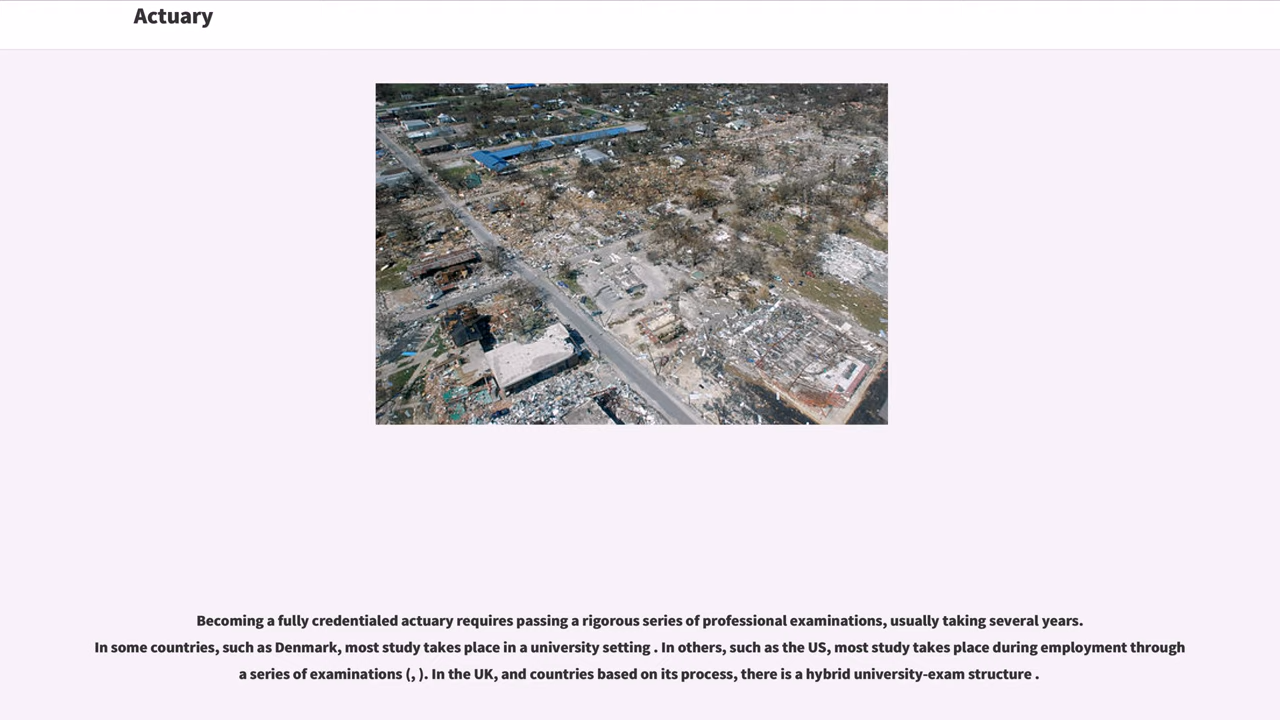 Actuary
Becoming a fully credentialed actuary requires passing a rigorous series of professional examinations, usually taking several years.
In some countries, such as Denmark, most study takes place in a university setting . In others, such as the US, most study takes place during employment through
a series of examinations (, ). In the UK, and countries based on its process, there is a hybrid university-exam structure .